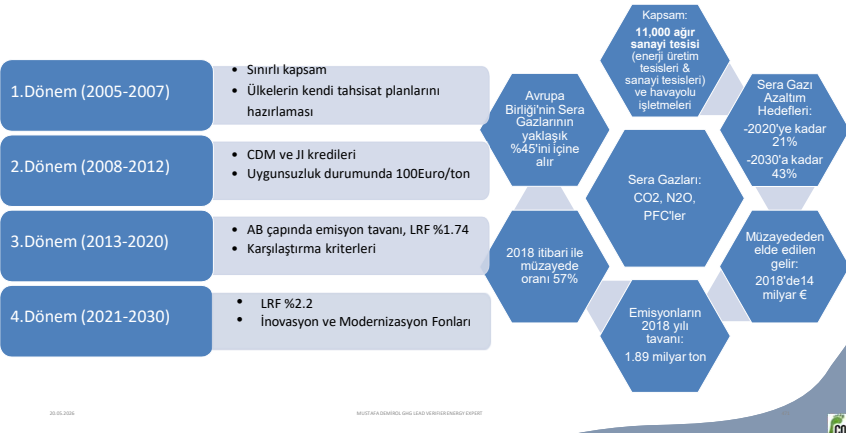 1.Dönem (2005-2007)
• Sınırlı kapsam
• Ülkelerin kendi tahsisat planlarını
hazırlaması
2.Dönem (2008-2012)
• CDM ve JI kredileri
• Uygunsuzluk durumunda 100Euro/ton
3.Dönem (2013-2020)
• AB çapında emisyon tavanı, LRF %1.74
• Karşılaştırma kriterleri
4.Dönem (2021-2030)
• LRF %2.2
• İnovasyon ve Modernizasyon Fonları
Kapsam:
11,000 ağır
sanayi tesisi
(enerji üretim
tesisleri &
sanayi tesisleri)
ve havayolu
işletmeleri
Avrupa
Birliği'nin Sera
Gazlarının
yaklaşık
%45'ini içine
alır
Sera Gazı
Azaltım
Hedefleri:
-2020'ye kadar
21%
-2030'a kadar
43%
Sera Gazları:
CO2, N2O,
PFC'ler
2018 itibari ile
müzayede
oranı 57%
Müzayededen
elde edilen
gelir:
2018'de14
milyar €
Emisyonların
2018 yılı
tavanı:
1.89 milyar ton
20.05.2026
MUSTAFA DEMIROL GHG LEAD VERIFIER ENERGY EXPERT
CO